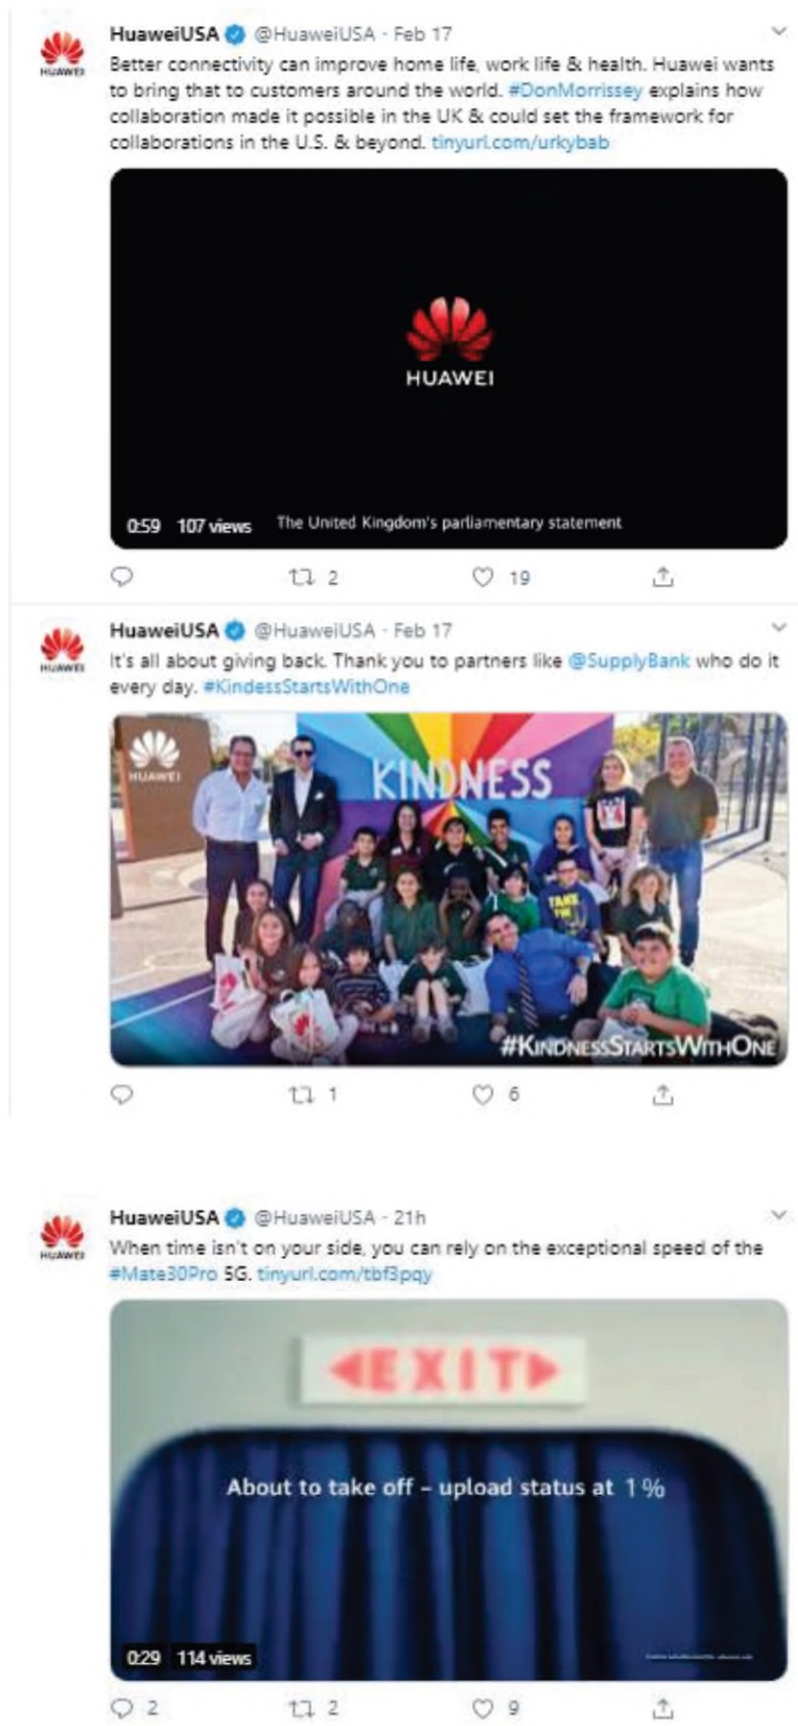 HuaweiUSA @HuaweiUSA · Feb 17
HUAWEI
Better connectivity can improve home life, work life & health. Huawei wants
to bring that to customers around the world. #DonMorrissey explains how
collaboration made it possible in the UK & could set the framework for
collaborations in the U.S. & beyond. tinyurl.com/urkybab
HUAWEI
0:59 107 views The United Kingdom's parliamentary statement
2 19
HuaweiUSA @HuaweiUSA · Feb 17
HUAWEI
It's all about giving back. Thank you to partners like @SupplyBank who do it
every day. #KindessStartsWithOne
HUAWEI
KINDNESS
TAKE
#KINDNESSSTARTSWITHONE
1 6
HuaweiUSA @HuaweiUSA · 21h
HUAWEI
When time isn't on your side, you can rely on the exceptional speed of the
#Mate30Pro 5G. tinyurl.com/tbf3pqy
EXIT
About to take off – upload status at 1%
0:29 114 views
2 2 9